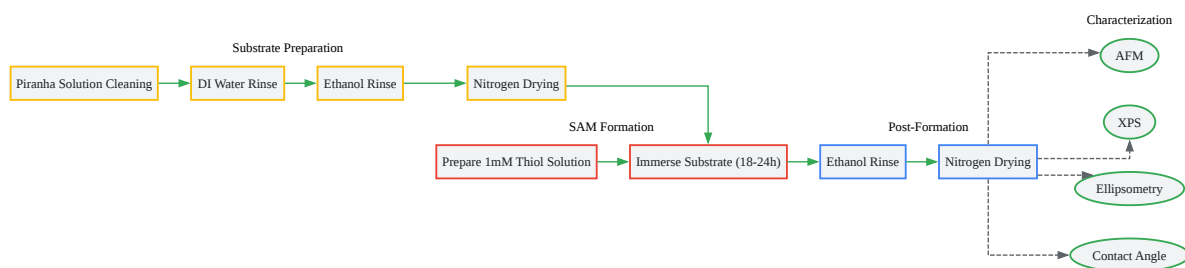 Characterization
Substrate Preparation
AFM
Piranha Solution Cleaning
DI Water Rinse
Ethanol Rinse
Nitrogen Drying
SAM Formation
Post-Formation
XPS
Prepare 1mM Thiol Solution
Immerse Substrate (18-24h)
Ethanol Rinse
Nitrogen Drying
Ellipsometry
Contact Angle